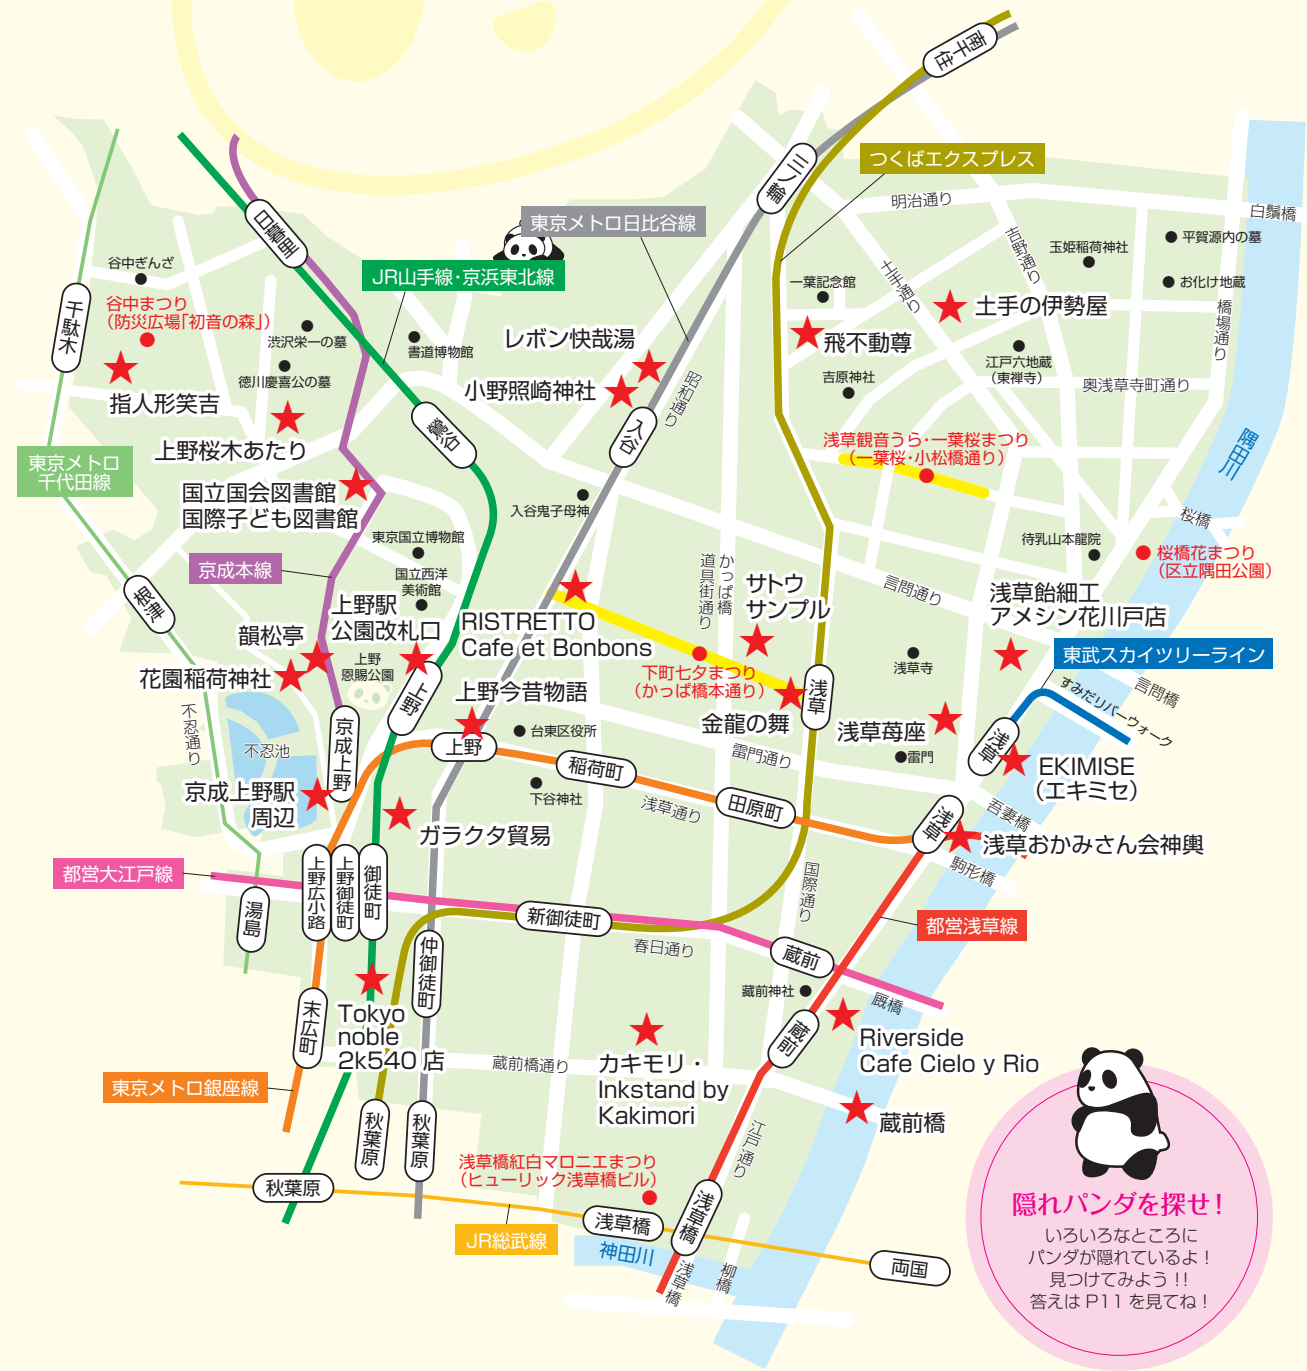 南千住
つくばエクスプレス
三ノ輪
明治通り
白鬚橋
東京メトロ日比谷線
日暮里
吉野通り
玉姫稲荷神社
平賀源内の墓
谷中ぎんざ
JR山手線・京浜東北線
土手通り
一葉記念館
お化け地蔵
千駄木
谷中まつり
（防災広場「初音の森」）
土手の伊勢屋
橋場通り
渋沢栄一の墓
書道博物館
レボン快哉湯
飛不動尊
江戸六地蔵
（東禅寺）
徳川慶喜公の墓
小野照崎神社
昭和通り
吉原神社
奥浅草寺町通り
指人形笑吉
上野桜木あたり
鶯谷
入谷
浅草観音うら・一葉桜まつり
（一葉桜・小松橋通り）
隅田川
東京メトロ
千代田線
国立国会図書館
国際子ども図書館
入谷鬼子母神
桜橋
東京国立博物館
待乳山本龍院
桜橋花まつり
（区立隅田公園）
京成本線
国立西洋
美術館
かっぱ橋
道具街通り
サトウ
サンプル
言問通り
浅草飴細工
アメシン花川戸店
根津
上野駅
公園改札口
RISTRETTO
Cafe et Bonbons
韻松亭
花園稲荷神社
上野
恩賜公園
下町七夕まつり
（かっぱ橋本通り）
浅草寺
東武スカイツリーライン
言問橋
すみだリバーウォーク
上野
上野今昔物語
浅草
金龍の舞
浅草苺座
不忍通り
不忍池
京成上野
上野
台東区役所
稲荷町
雷門通り
雷門
浅草
EKIMISE
（エキミセ）
京成上野駅
周辺
下谷神社
浅草通り
田原町
浅草
吾妻橋
ガラクタ貿易
浅草おかみさん会神輿
駒形橋
都営大江戸線
上野広小路
上野御徒町
御徒町
国際通り
湯島
新御徒町
都営浅草線
仲御徒町
春日通り
蔵前
藏前神社
厩橋
末広町
Tokyo
noble
2k540 店
カキモリ・
Inkstand by
Kakimori
蔵前
Riverside
Cafe Cielo y Rio
蔵前橋通り
東京メトロ銀座線
蔵前橋
秋葉原
秋葉原
江戸通り
浅草橋紅白マロニエまつり
（ヒューリック浅草橋ビル）
秋葉原
浅草橋
浅草橋
JR総武線
神田川
浅草橋
柳橋
両国
隠れパンダを探せ！
いろいろなところに
パンダが隠れているよ！
見つけてみよう !!
答えは P11 を見てね！